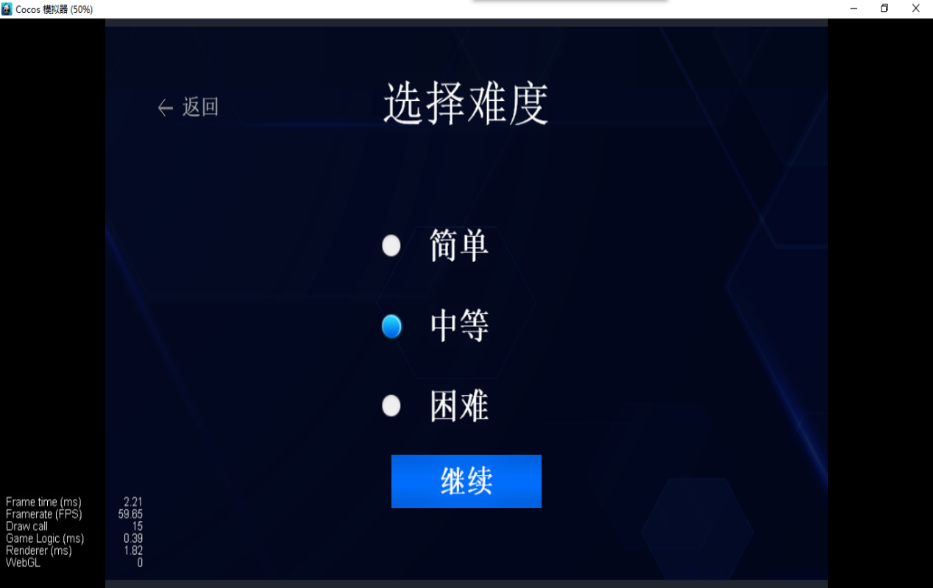 Cocos 模拟器 (50%)
← 返回
选择难度
简单
中等
困难
继续
Frame time (ms) 2.21
Framerate (FPS) 59.65
Draw call 15
Game Logic (ms) 0.39
Renderer (ms) 1.82
WebGL 0